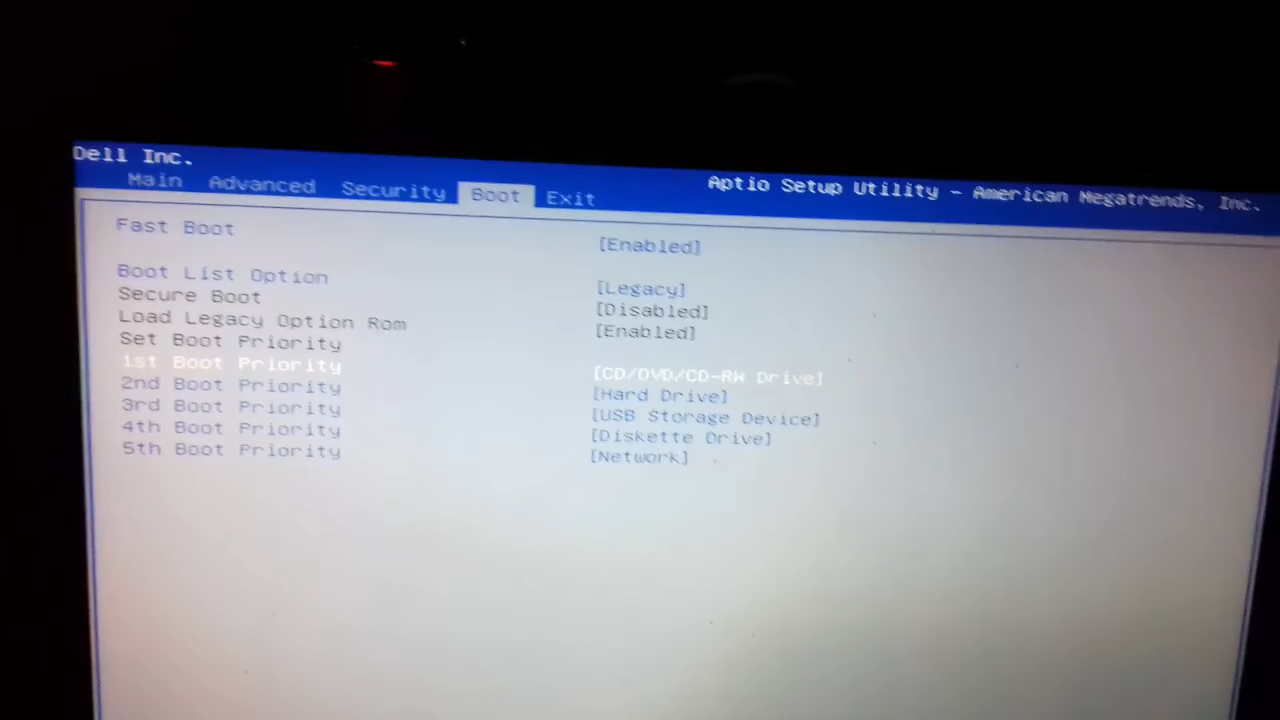 Dell Inc.
Aptio Setup Utility - American Megatrends, Inc.
Main Advanced Security Boot Exit
Fast Boot [Enabled]
Boot List Option [Legacy]
Secure Boot [Disabled]
Load Legacy Option Rom [Enabled]
Set Boot Priority
1st Boot Priority [CD/DVD/CD-RW Drive]
2nd Boot Priority [Hard Drive]
3rd Boot Priority [USB Storage Device]
4th Boot Priority [Diskette Drive]
5th Boot Priority [Network]